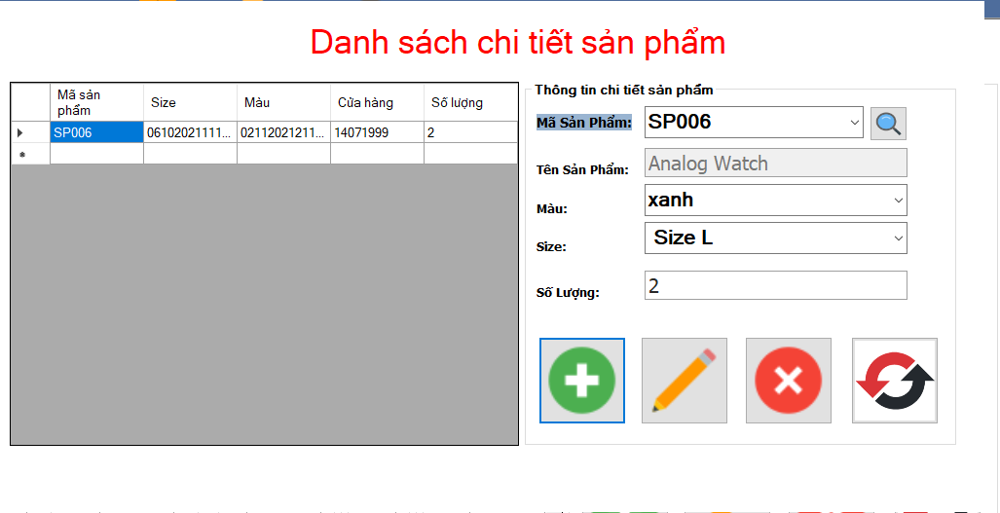 Danh sách chi tiết sản phẩm
Mã sản phẩm
Size
Màu
Cửa hàng
Số lượng
SP006
06102021111...
02112021211...
14071999
2
Thông tin chi tiết sản phẩm
Mã Sản Phẩm:
SP006
Tên Sản Phẩm:
Analog Watch
Màu:
xanh
Size:
Size L
Số Lượng:
2